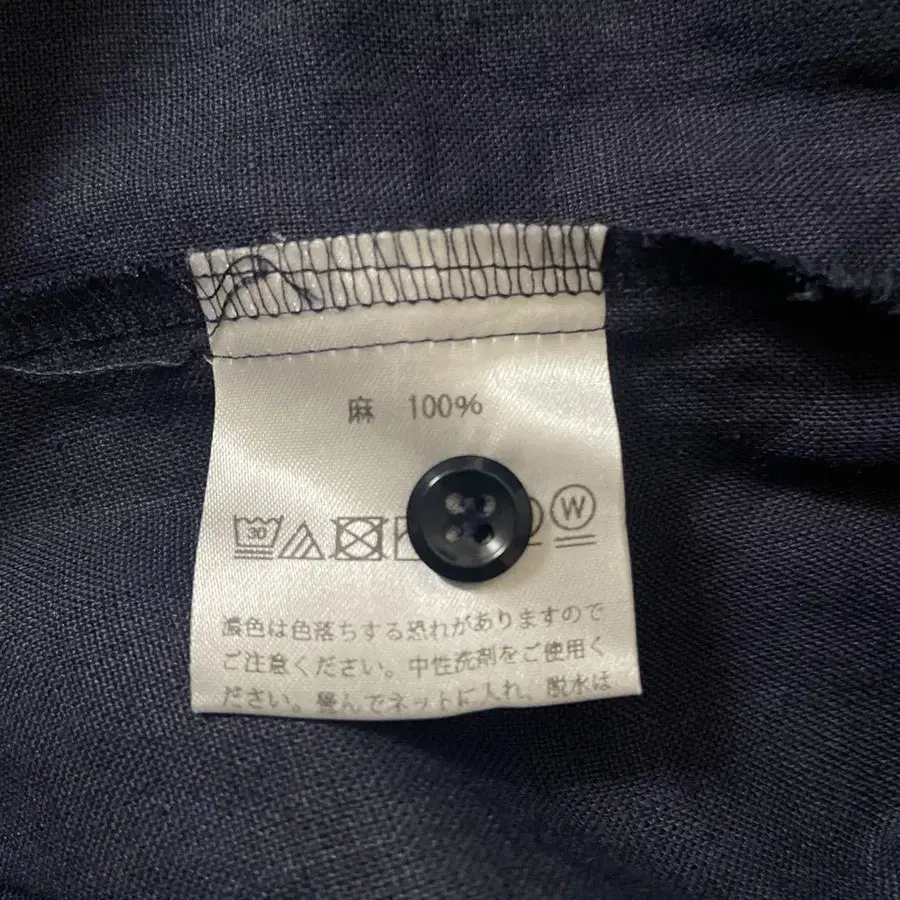 麻 100%
30 W
濃色は色落ちする恐れがありますので
ご注意ください。中性洗剤をご使用く
ださい。畳んでネットに入れ、脱水は